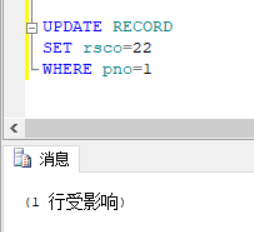 UPDATE RECORD
SET rsco=22
WHERE pno=1
消息
(1 行受影响)